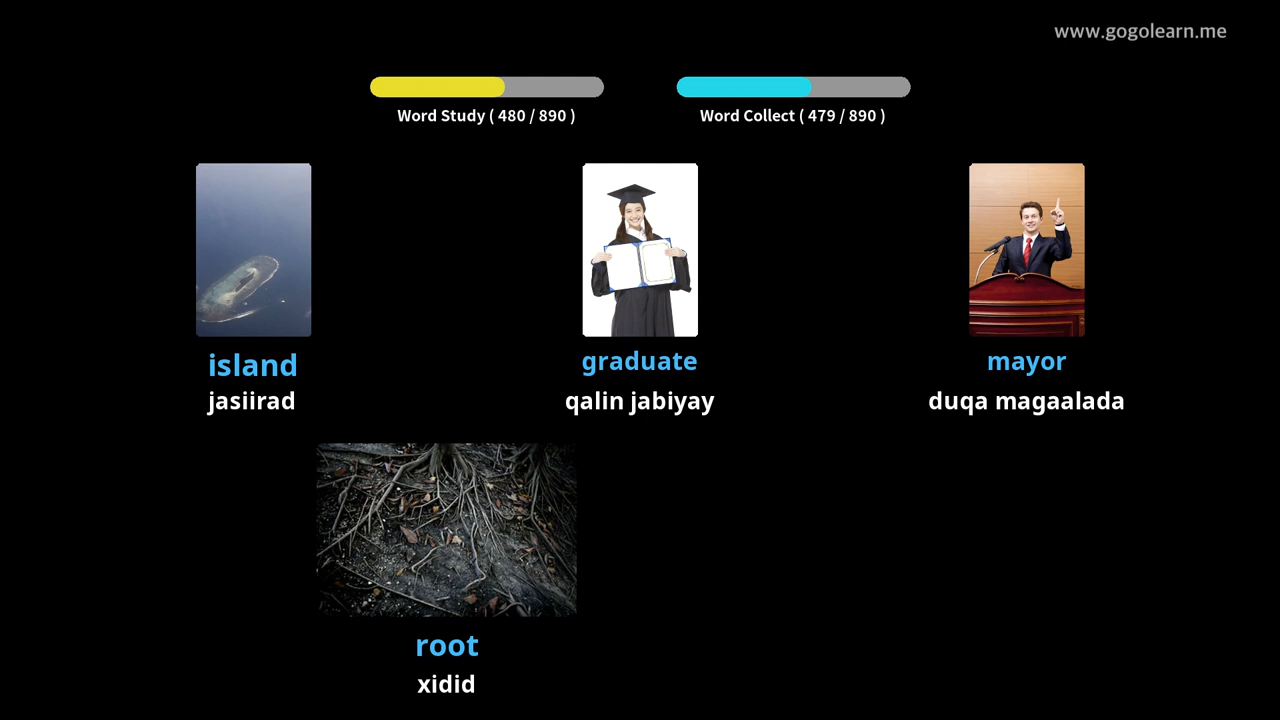 www.gogolearn.me
Word Study ( 480 / 890 )
Word Collect ( 479 / 890 )
island
jasiirad
graduate
qalin jabiyay
mayor
duqa magaalada
root
xidid